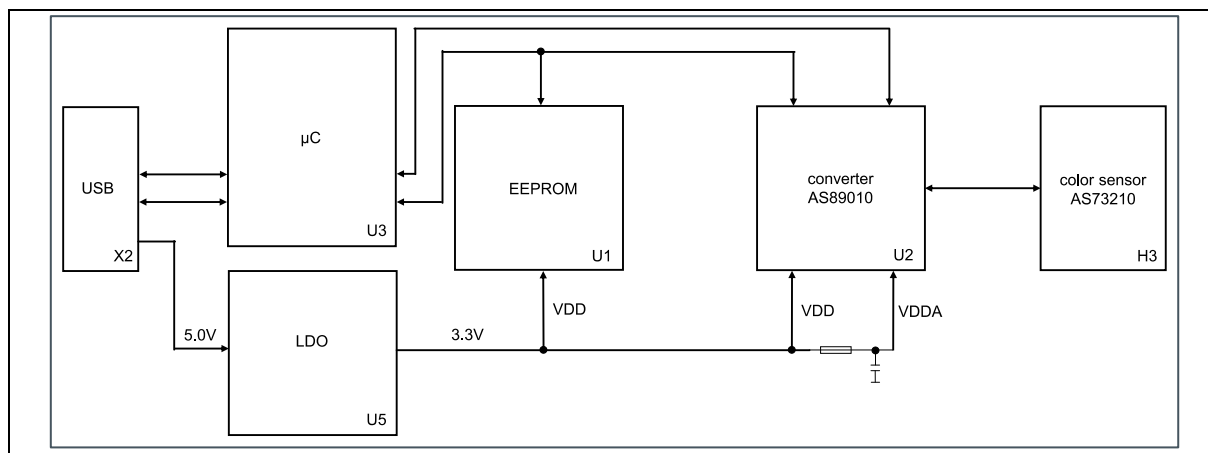 USB
X2
µC
U3
EEPROM
U1
converter
AS89010
U2
color sensor
AS73210
H3
5.0V
LDO
U5
3.3V
VDD
VDD
VDDA